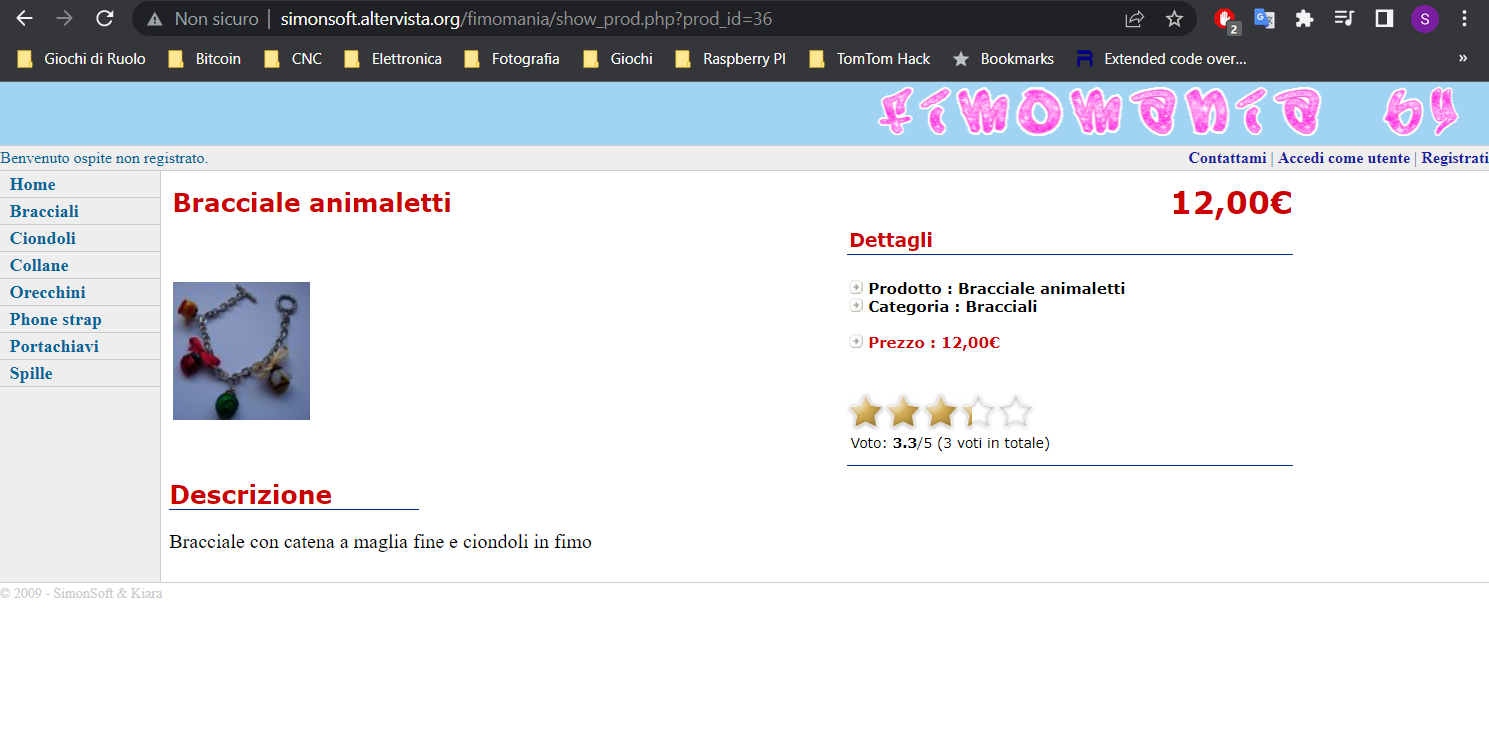 Non sicuro | simonsoft.altervista.org/fimomania/show_prod.php?prod_id=36
2
S
Giochi di Ruolo Bitcoin CNC Elettronica Fotografia Giochi Raspberry PI TomTom Hack Bookmarks Extended code over... »
fimomania by
Benvenuto ospite non registrato.
Contattami | Accedi come utente | Registrati
Home
Bracciali
Ciondoli
Collane
Orecchini
Phone strap
Portachiavi
Spille
Bracciale animaletti
12,00€
Dettagli
Prodotto : Bracciale animaletti
Categoria : Bracciali
Prezzo : 12,00€
Voto: 3.3/5 (3 voti in totale)
Descrizione
Bracciale con catena a maglia fine e ciondoli in fimo
© 2009 - SimonSoft & Kiara